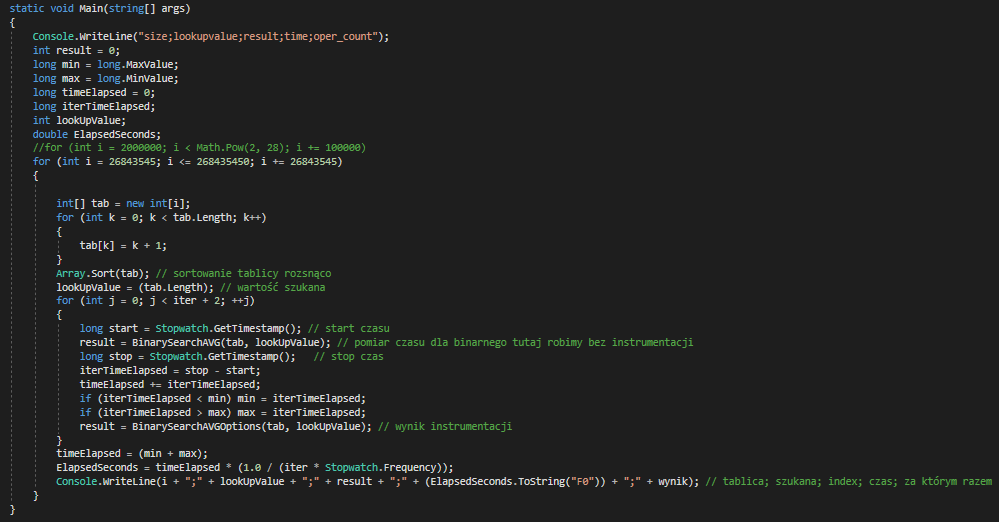 static void Main(string[] args)
{
Console.WriteLine("size;lookupvalue;result;time;oper_count");
int result = 0;
long min = long.MaxValue;
long max = long.MinValue;
long timeElapsed = 0;
long iterTimeElapsed;
int lookUpValue;
double ElapsedSeconds;
//for (int i = 2000000; i < Math.Pow(2, 28); i += 100000)
for (int i = 26843545; i <= 268435450; i += 26843545)
{
int[] tab = new int[i];
for (int k = 0; k < tab.Length; k++)
{
tab[k] = k + 1;
}
Array.Sort(tab); // sortowanie tablicy rozsnąco
lookUpValue = (tab.Length); // wartość szukana
for (int j = 0; j < iter + 2; ++j)
{
long start = Stopwatch.GetTimestamp(); // start czasu
result = BinarySearchAVG(tab, lookUpValue); // pomiar czasu dla binarnego tutaj robimy bez instrumentacji
long stop = Stopwatch.GetTimestamp(); // stop czas
iterTimeElapsed = stop - start;
timeElapsed += iterTimeElapsed;
if (iterTimeElapsed < min) min = iterTimeElapsed;
if (iterTimeElapsed > max) max = iterTimeElapsed;
result = BinarySearchAVGOptions(tab, lookUpValue); // wynik instrumentacji
}
timeElapsed = (min + max);
ElapsedSeconds = timeElapsed * (1.0 / (iter * Stopwatch.Frequency));
Console.WriteLine(i + ";" + lookUpValue + ";" + result + ";" + (ElapsedSeconds.ToString("F0")) + ";" + wynik); // tablica; szukana; index; czas; za którym razem
}
}